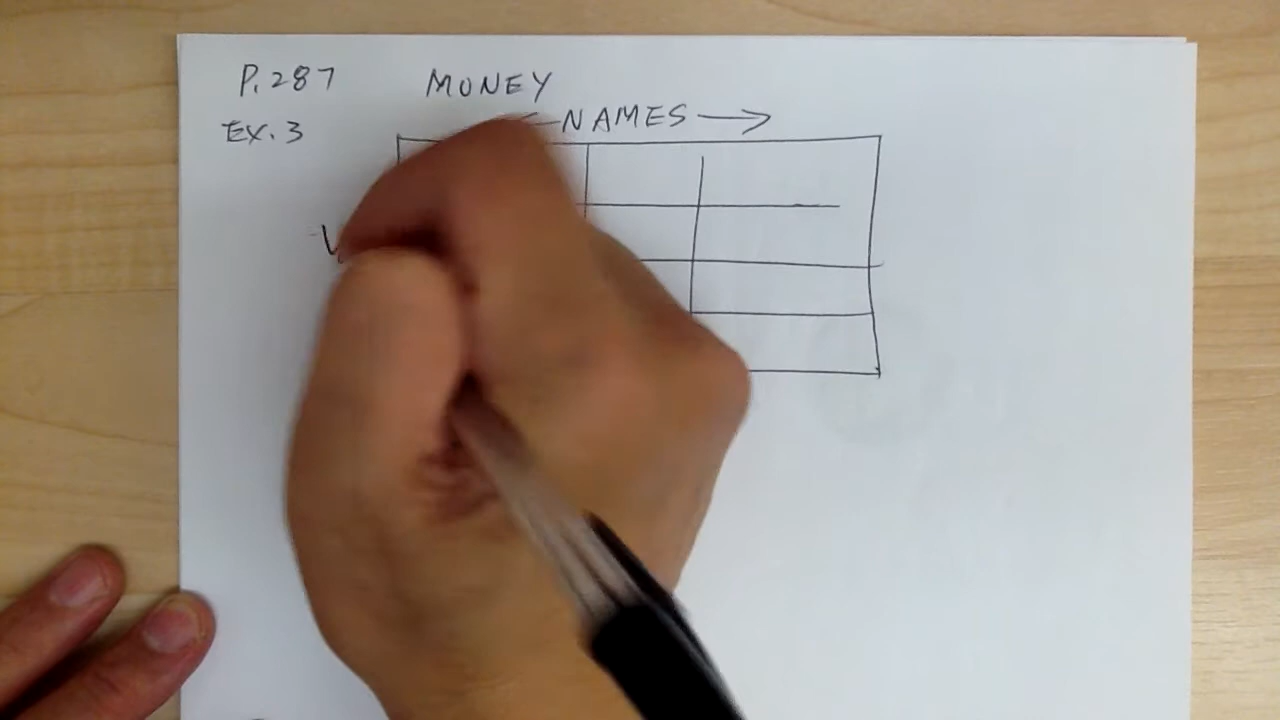 P.287 MONEY
Ex.3 ← NAMES →